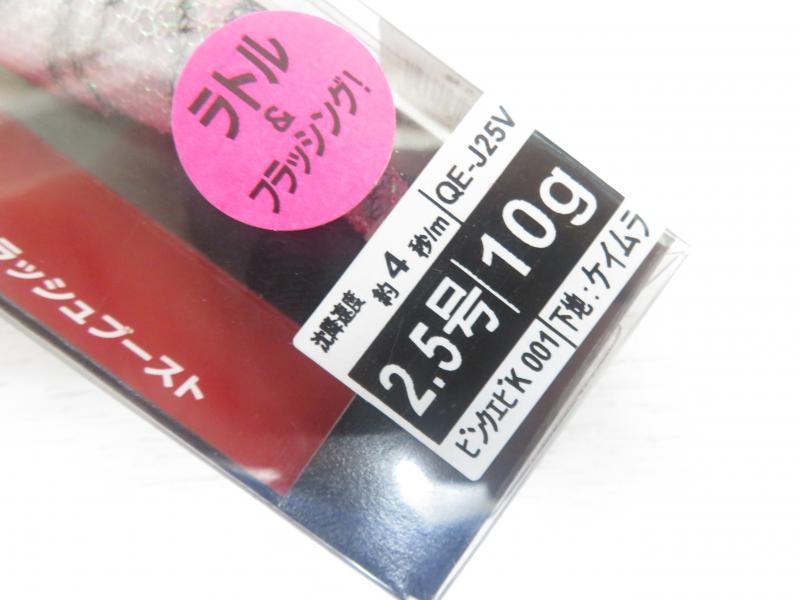 ラトル
&
フラッシング!
ラッシュブースト
沈降速度 約4 秒/m QE-J25V
2.5号 10g
ピンクエビK 001 下地:ケイムラ